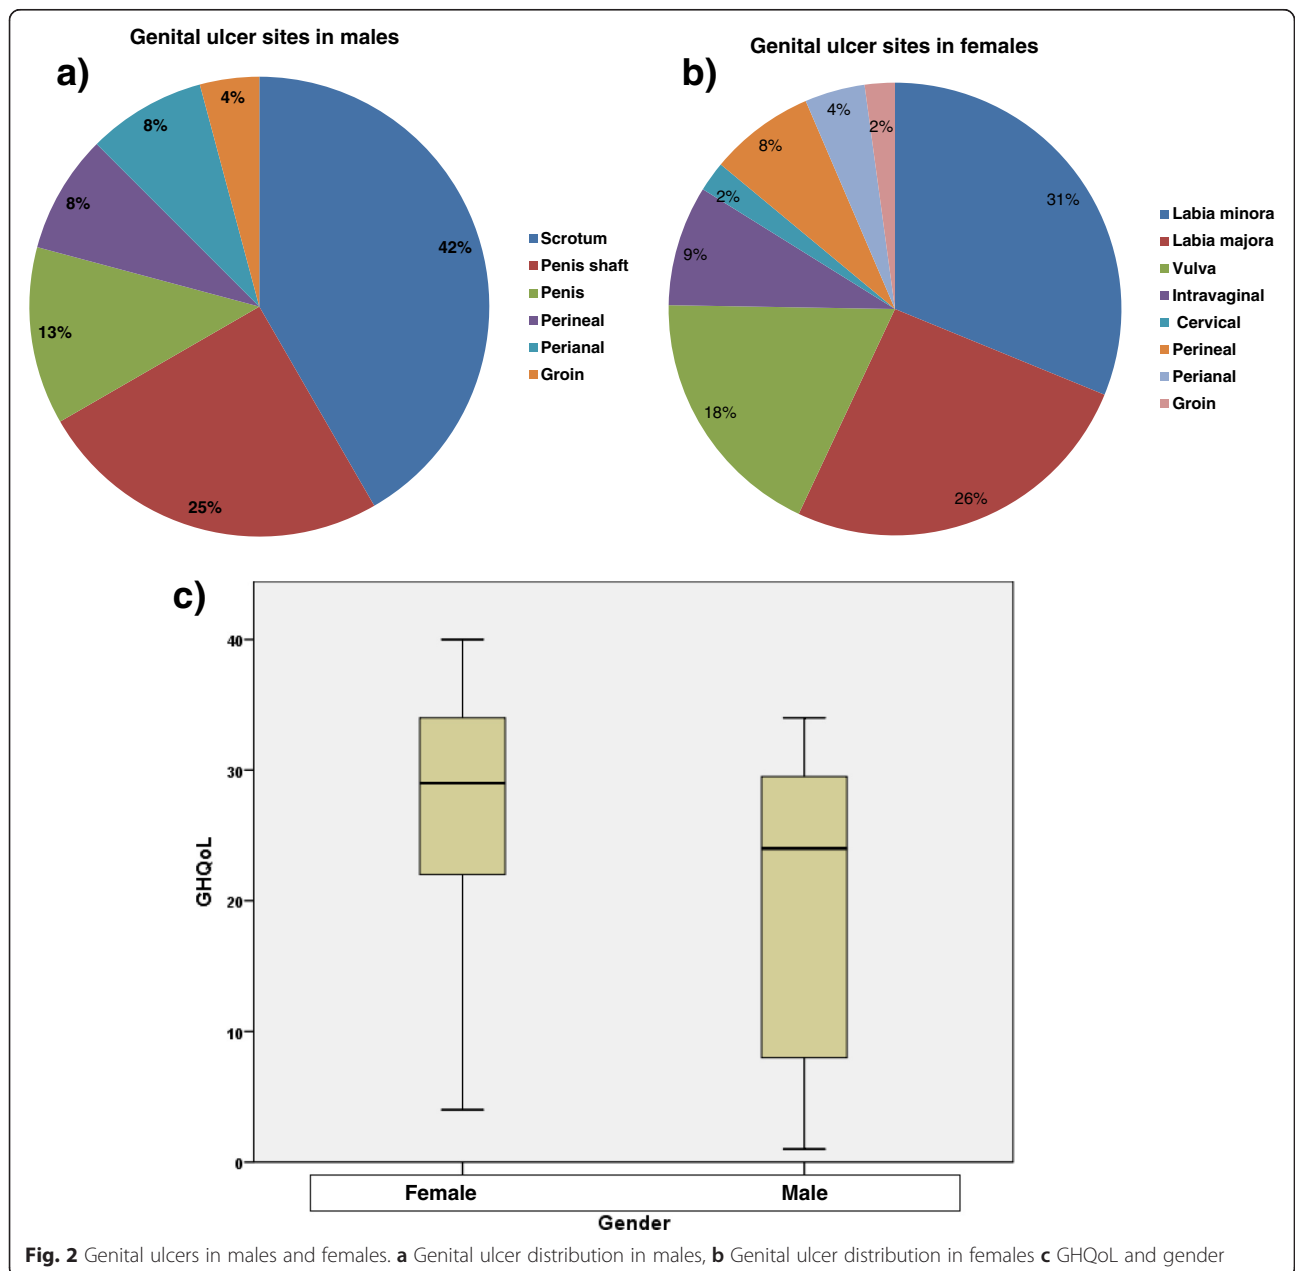 Genital ulcer sites in males
a)
4%
8%
8%
42%
13%
25%
Scrotum
Penis shaft
Penis
Perineal
Perianal
Groin
Genital ulcer sites in females
b)
2%
4%
8%
2%
31%
9%
18%
26%
Labia minora
Labia majora
Vulva
Intravaginal
Cervical
Perineal
Perianal
Groin
c)
40
30
20
10
0
GHQoL
Female Male
Gender
Fig. 2 Genital ulcers in males and females. a Genital ulcer distribution in males, b Genital ulcer distribution in females c GHQoL and gender